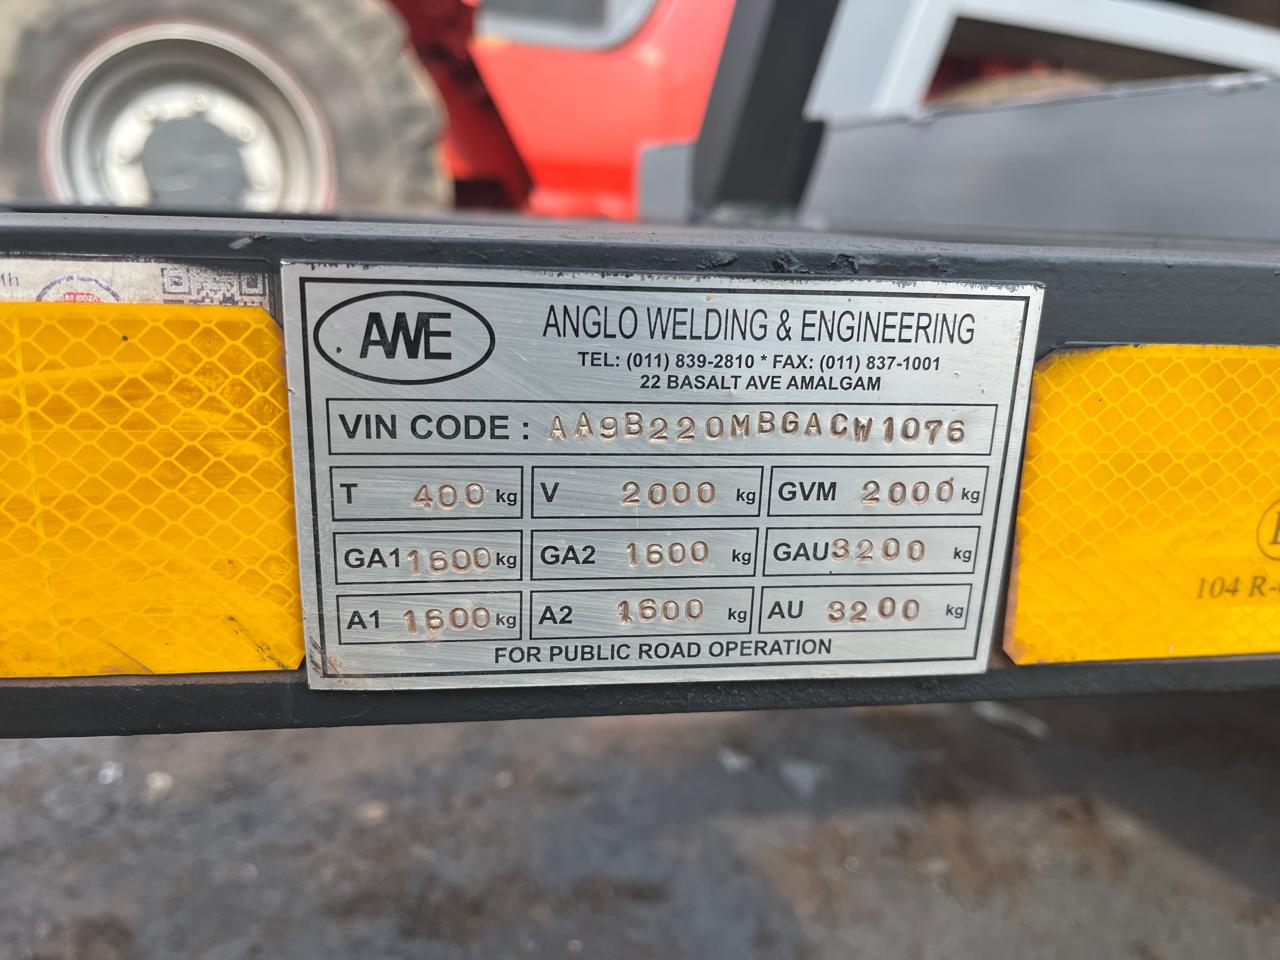 AWE
ANGLO WELDING & ENGINEERING
TEL: (011) 839-2810 * FAX: (011) 837-1001
22 BASALT AVE AMALGAM
VIN CODE : AA9B220MBGACW1076
T 400 kg V 2000 kg GVM 2000 kg
GA1 1600 kg GA2 1600 kg GAU 3200 kg
A1 1600 kg A2 1600 kg AU 3200 kg
FOR PUBLIC ROAD OPERATION
104 R-